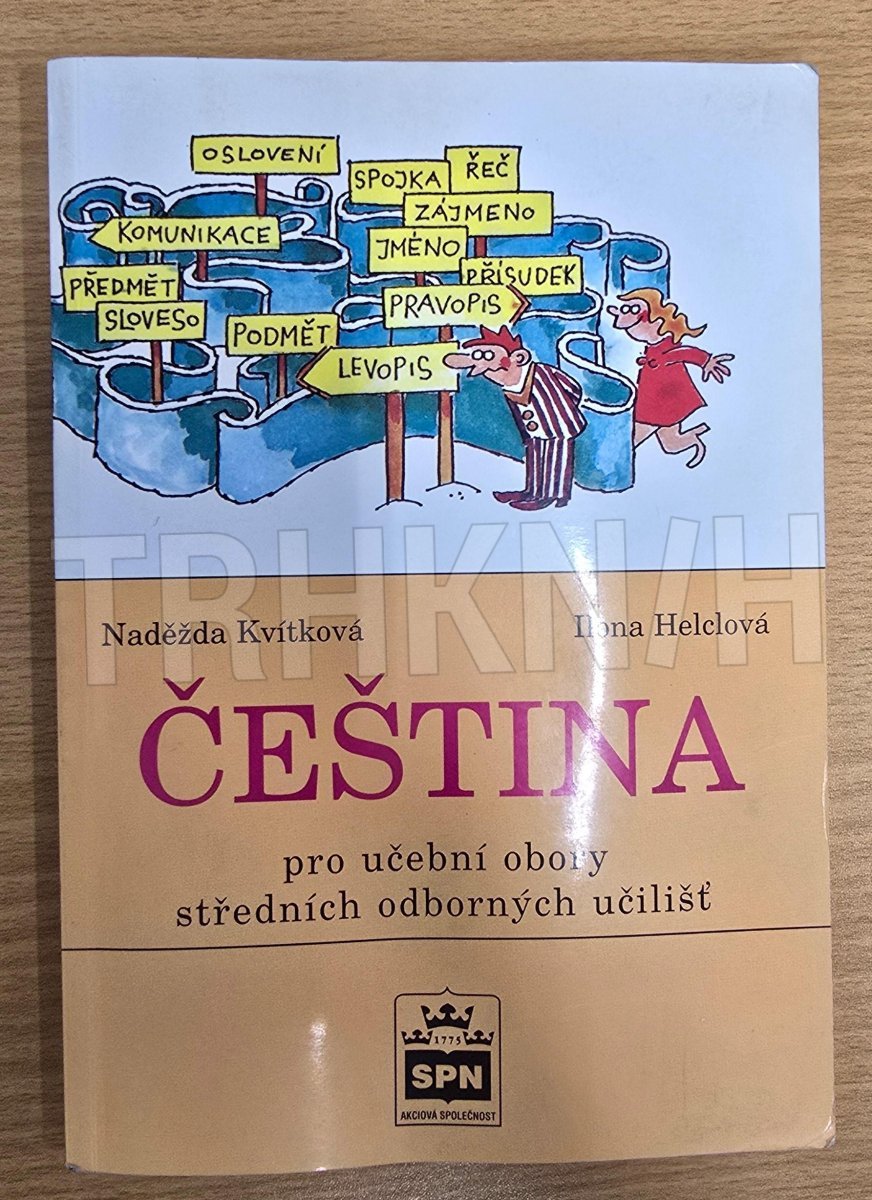 OSLOVENÍ
SPOJKA
ŘEČ
ZÁJMENO
KOMUNIKACE
JMÉNO
PŘEDMĚT
PŘÍSUDEK
SLOVESO
PODMĚT
PRAVOPIS
LEVOPIS
TRHKN/H
Naděžda Kvítková
Ilona Helclová
ČEŠTINA
pro učební obory
středních odborných učilišť
1775
SPN
AKCIOVÁ SPOLEČNOST